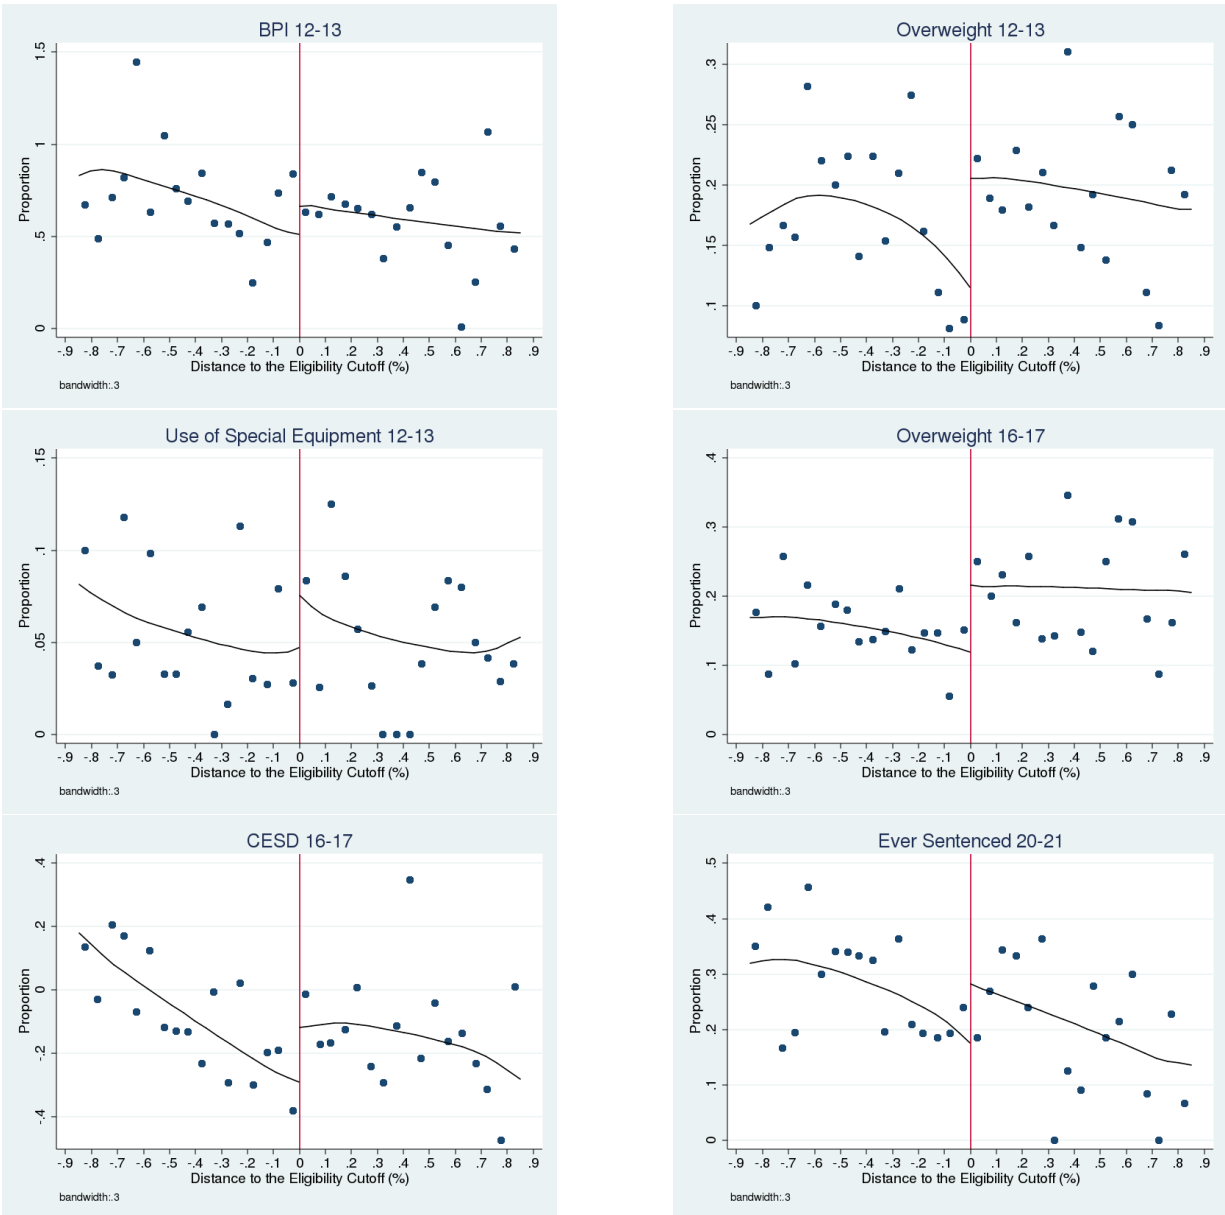 BPI 12-13
Proportion
1.5
1
.5
0
-.9 -.8 -.7 -.6 -.5 -.4 -.3 -.2 -.1 0 .1 .2 .3 .4 .5 .6 .7 .8 .9
Distance to the Eligibility Cutoff (%)
bandwidth:.3
Overweight 12-13
Proportion
.3
.25
.2
.15
.1
-.9 -.8 -.7 -.6 -.5 -.4 -.3 -.2 -.1 0 .1 .2 .3 .4 .5 .6 .7 .8 .9
Distance to the Eligibility Cutoff (%)
bandwidth:.3
Use of Special Equipment 12-13
Proportion
.15
.1
.05
0
-.9 -.8 -.7 -.6 -.5 -.4 -.3 -.2 -.1 0 .1 .2 .3 .4 .5 .6 .7 .8 .9
Distance to the Eligibility Cutoff (%)
bandwidth:.3
Overweight 16-17
Proportion
.4
.3
.2
.1
0
-.9 -.8 -.7 -.6 -.5 -.4 -.3 -.2 -.1 0 .1 .2 .3 .4 .5 .6 .7 .8 .9
Distance to the Eligibility Cutoff (%)
bandwidth:.3
CESD 16-17
Proportion
.4
.2
0
-.2
-.4
-.9 -.8 -.7 -.6 -.5 -.4 -.3 -.2 -.1 0 .1 .2 .3 .4 .5 .6 .7 .8 .9
Distance to the Eligibility Cutoff (%)
bandwidth:.3
Ever Sentenced 20-21
Proportion
.5
.4
.3
.2
.1
0
-.9 -.8 -.7 -.6 -.5 -.4 -.3 -.2 -.1 0 .1 .2 .3 .4 .5 .6 .7 .8 .9
Distance to the Eligibility Cutoff (%)
bandwidth:.3